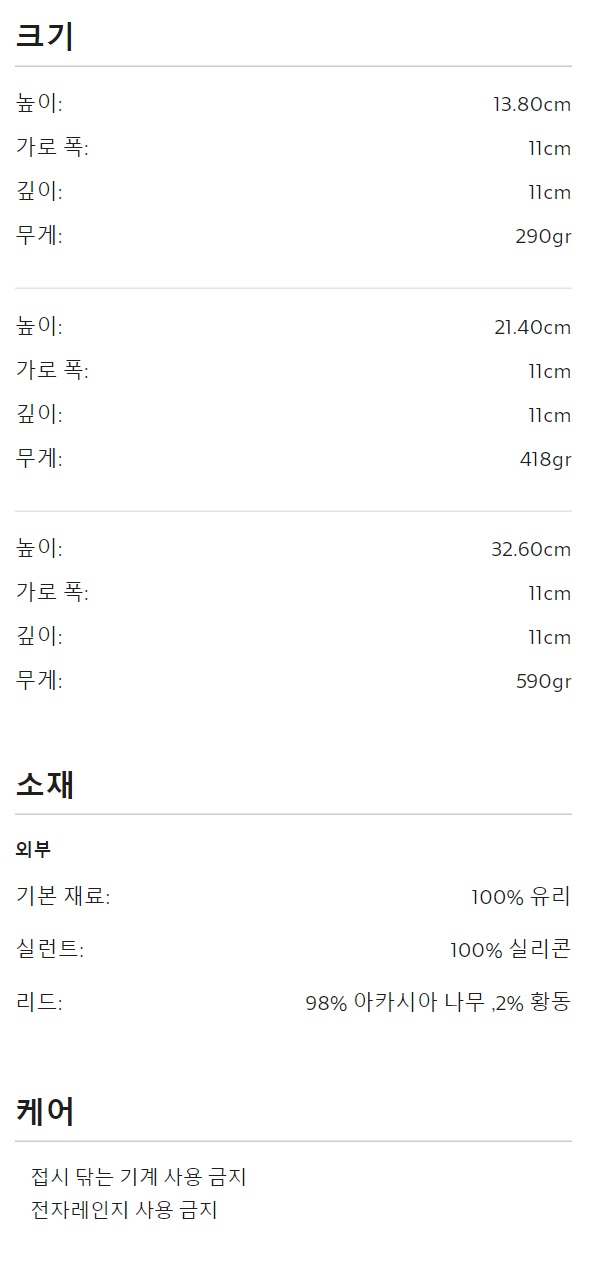 크기
높이: 13.80cm
가로 폭: 11cm
깊이: 11cm
무게: 290gr
높이: 21.40cm
가로 폭: 11cm
깊이: 11cm
무게: 418gr
높이: 32.60cm
가로 폭: 11cm
깊이: 11cm
무게: 590gr
소재
외부
기본 재료: 100% 유리
실런트: 100% 실리콘
리드: 98% 아카시아 나무 ,2% 황동
케어
접시 닦는 기계 사용 금지
전자레인지 사용 금지